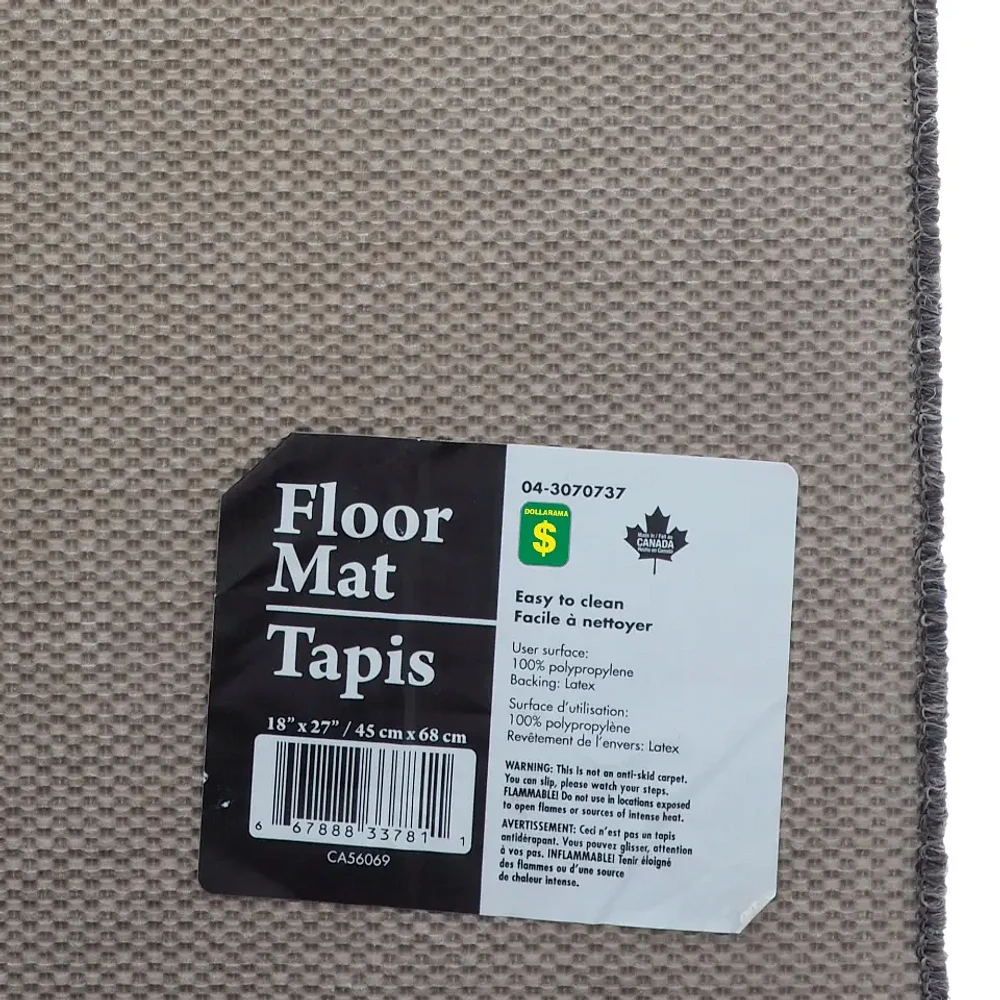 Floor
Mat
Tapis
18” x 27” / 45 cm x 68 cm
6 67888 33781 1
CA56069
04-3070737
DOLLARAMA
$
Made in / Fait au
CANADA
Hecho en Canadá
Easy to clean
Facile à nettoyer
User surface:
100% polypropylene
Backing: Latex
Surface d’utilisation:
100% polypropylène
Revêtement de l’envers: Latex
WARNING: This is not an anti-skid carpet.
You can slip, please watch your steps.
FLAMMABLE! Do not use in locations exposed
to open flames or sources of intense heat.
AVERTISSEMENT: Ceci n’est pas un tapis
antidérapant. Vous pouvez glisser, attention
à vos pas. INFLAMMABLE! Tenir éloigné
des flammes ou d’une source
de chaleur intense.